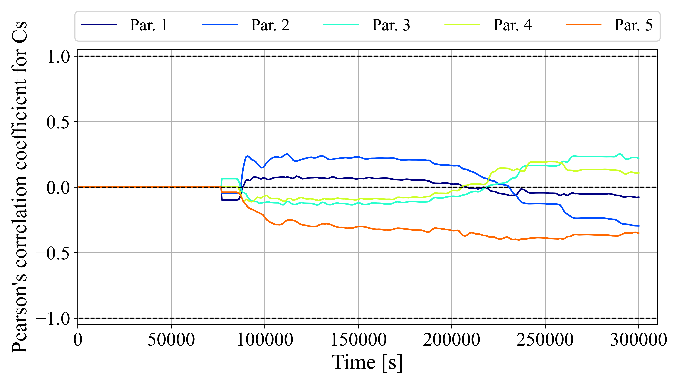 Par. 1 Par. 2 Par. 3 Par. 4 Par. 5
Pearson's correlation coefficient for Cs
1.0
0.5
0.0
0.5
−1.0
0 50000 100000 150000 200000 250000 300000
Time [s]